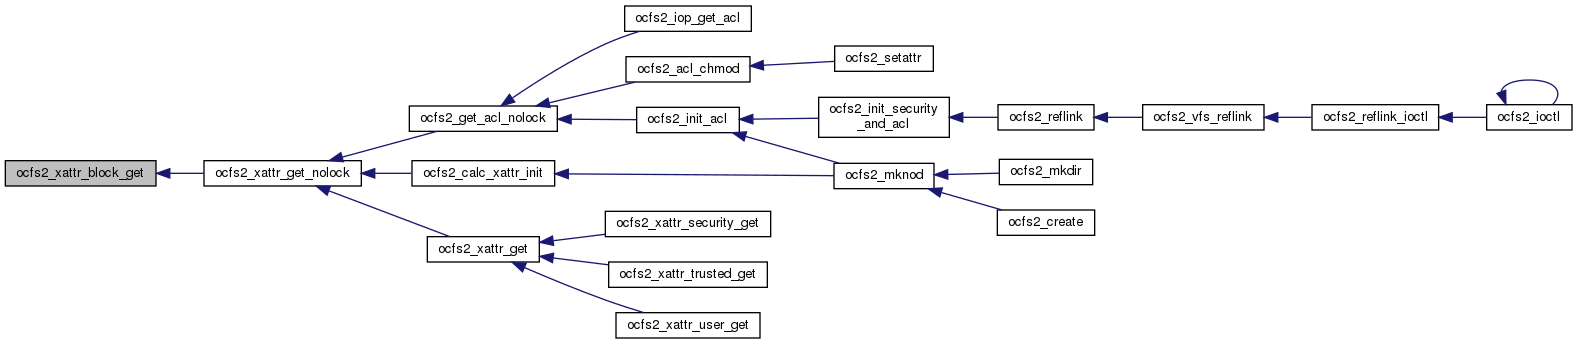 ocfs2_iop_get_acl
ocfs2_acl_chmod
ocfs2_setattr
ocfs2_get_acl_nolock
ocfs2_init_acl
ocfs2_init_security
_and_acl
ocfs2_reflink
ocfs2_vfs_reflink
ocfs2_reflink_ioctl
ocfs2_ioctl
ocfs2_xattr_block_get
ocfs2_xattr_get_nolock
ocfs2_calc_xattr_init
ocfs2_mknod
ocfs2_mkdir
ocfs2_create
ocfs2_xattr_get
ocfs2_xattr_security_get
ocfs2_xattr_trusted_get
ocfs2_xattr_user_get